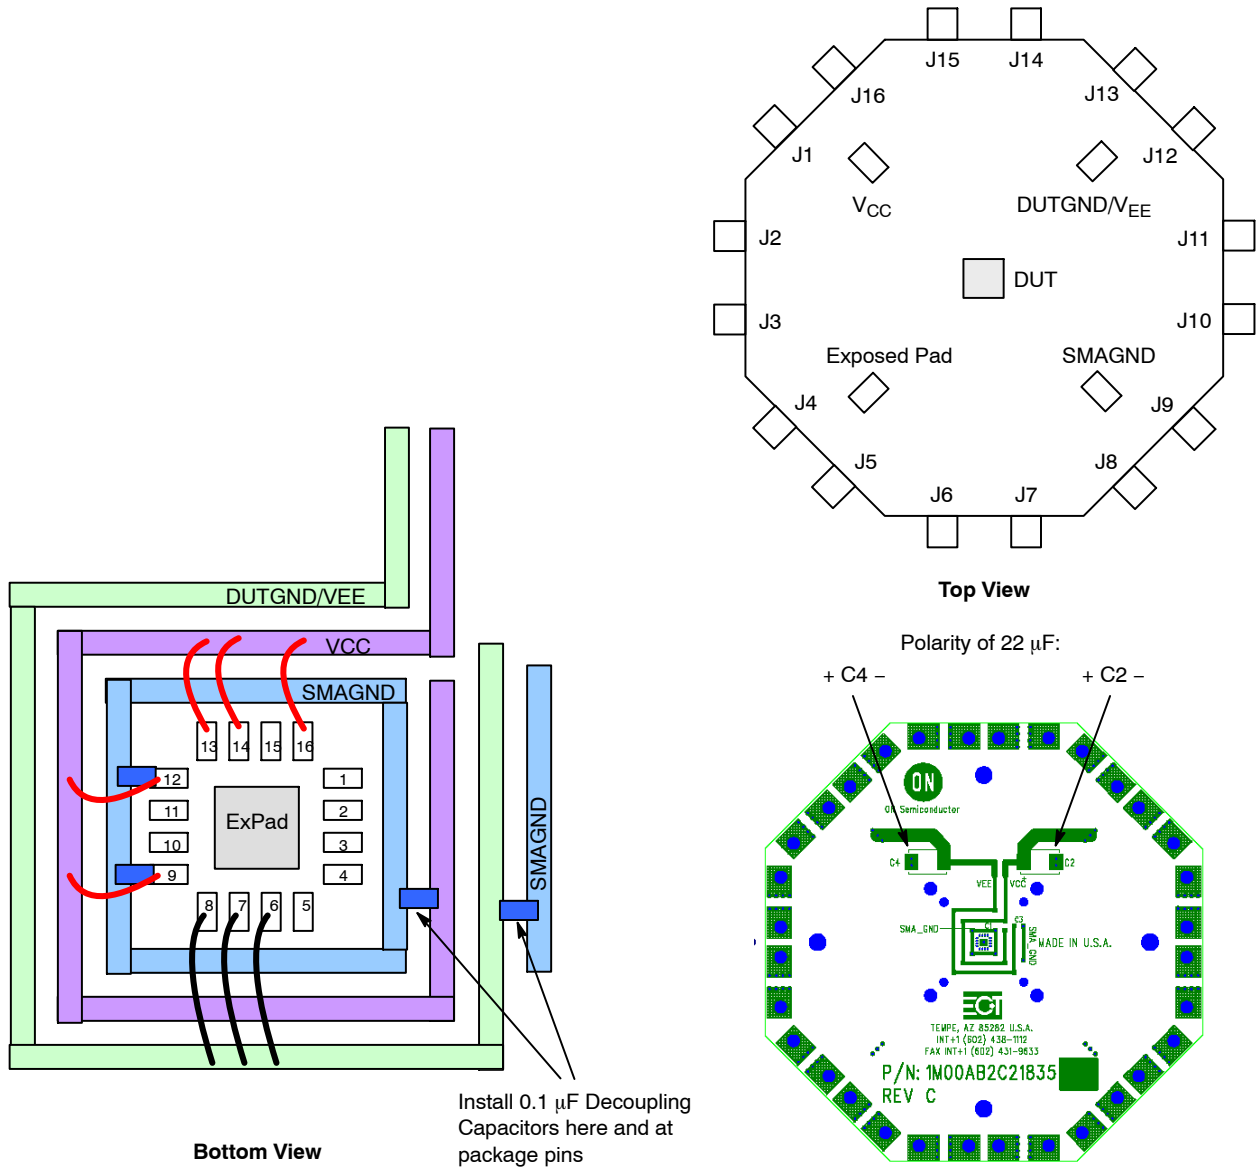 J15
J14
J16
J13
J1
J12
VCC
DUTGND/VEE
J2
J11
DUT
J3
J10
Exposed Pad
SMAGND
J4
J9
J5
J8
J6
J7
Top View
DUTGND/VEE
VCC
SMAGND
13
14
15
16
12
11
10
9
1
2
3
4
ExPad
8
7
6
5
SMAGND
Install 0.1 μF Decoupling
Capacitors here and at
package pins
Bottom View
Polarity of 22 μF:
+ C4 –
+ C2 –
ON
ON Semiconductor
C4
C2
VEE
VCC
+
SMA_GND
C1
C3
SMA_GND
MADE IN U.S.A.
EGT
TEMPE, AZ 85282 U.S.A.
INT+1 (602) 438-1112
FAX INT+1 (602) 431-9633
P/N: 1M00AB2C21835
REV C